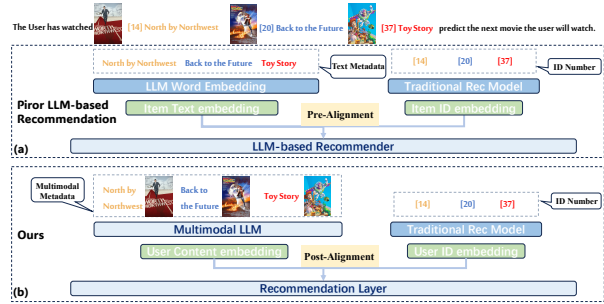 The User has watched [14] North by Northwest [20] Back to the Future [37] Toy Story predict the next movie the user will watch.
North by Northwest Back to the Future Toy Story
Text Metadata
[14] [20] [37]
ID Number
LLM Word Embedding
Traditional Rec Model
Piror LLM-based
Recommendation
Item Text embedding
Pre-Alignment
Item ID embedding
(a)
LLM-based Recommender
Multimodal
Metadata
North by
Northwest
Back to
the Future
Toy Story
[14] [20] [37]
ID Number
Ours
Multimodal LLM
Traditional Rec Model
User Content embedding
Post-Alignment
User ID embedding
(b)
Recommendation Layer